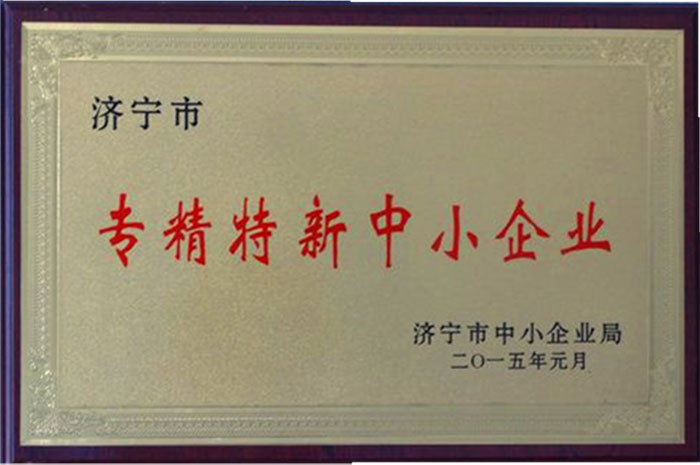 济宁市
专精特新中小企业
济宁市中小企业局
二〇一五年元月